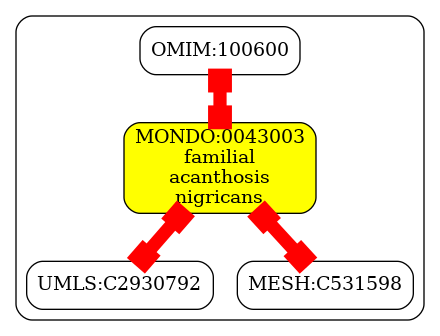 OMIM:100600
MONDO:0043003
familial
acanthosis
nigricans
UMLS:C2930792
MESH:C531598